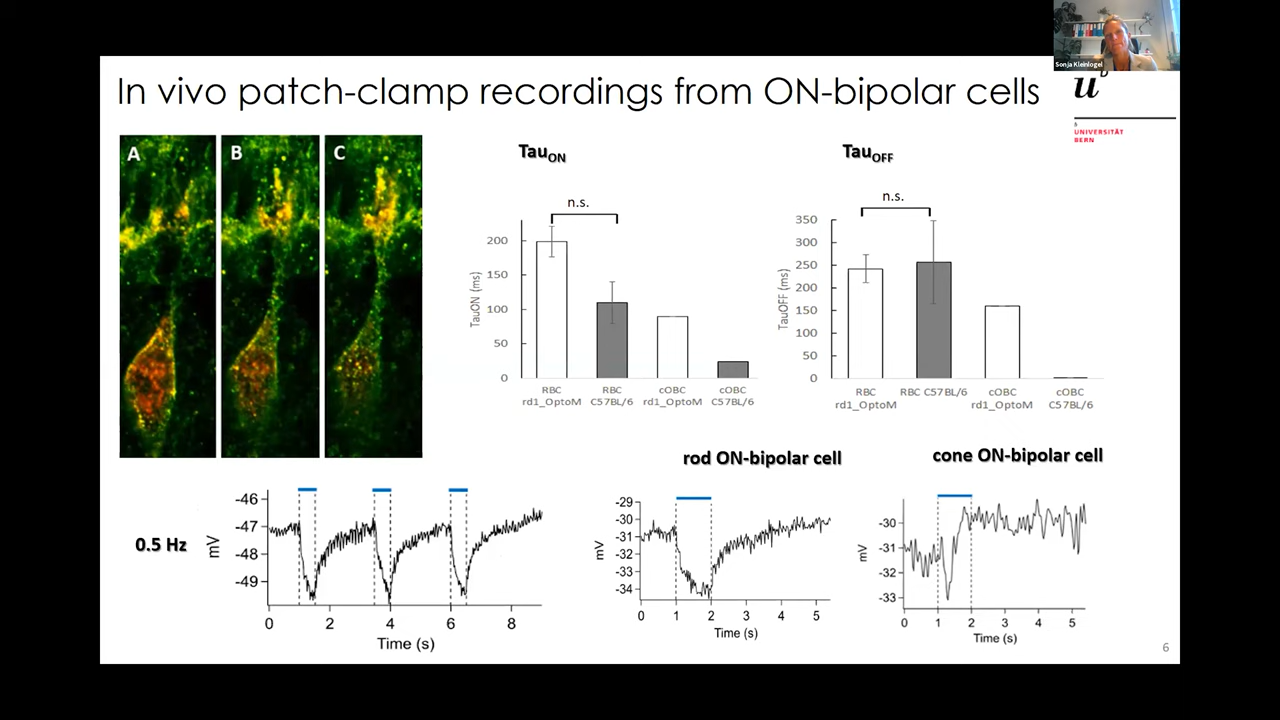 Sonja Kleinlogel
In vivo patch-clamp recordings from ON-bipolar cells
u
b
b
UNIVERSITÄT
BERN
A B C
TauON
n.s.
TauON (ms)
200
150
100
50
0
RBC rd1_OptoM
RBC C57BL/6
cOBC rd1_OptoM
cOBC C57BL/6
TauOFF
n.s.
TauOFF (ms)
350
300
250
200
150
100
50
0
RBC rd1_OptoM
RBC C57BL/6
cOBC rd1_OptoM
cOBC C57BL/6
0.5 Hz
mV
-46
-47
-48
-49
0 2 4 6 8
Time (s)
rod ON-bipolar cell
mV
-29
-30
-31
-32
-33
-34
0 1 2 3 4 5
Time (s)
cone ON-bipolar cell
mV
-30
-31
-32
-33
0 1 2 3 4 5
Time (s)
6